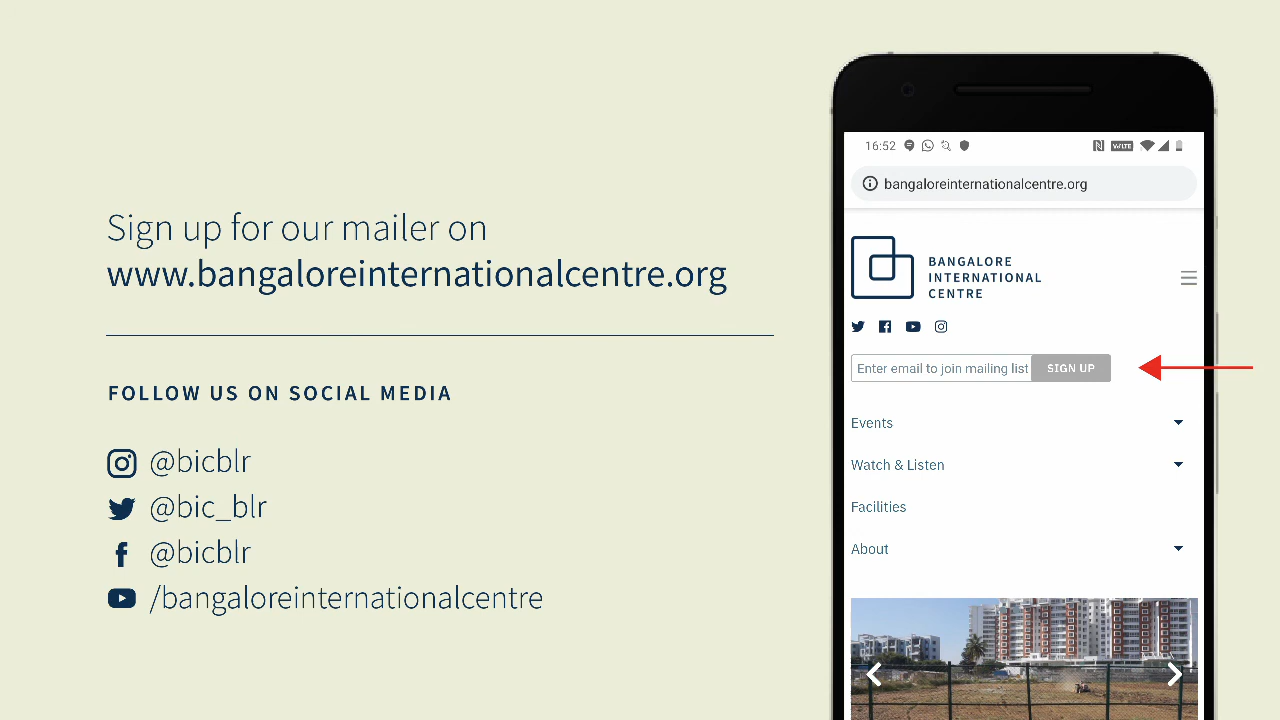 Sign up for our mailer on
www.bangaloreinternationalcentre.org
FOLLOW US ON SOCIAL MEDIA
@bicblr
@bic_blr
@bicblr
/bangaloreinternationalcentre
16:52
VoLTE
bangaloreinternationalcentre.org
BANGALORE
INTERNATIONAL
CENTRE
Enter email to join mailing list
SIGN UP
Events
Watch & Listen
Facilities
About